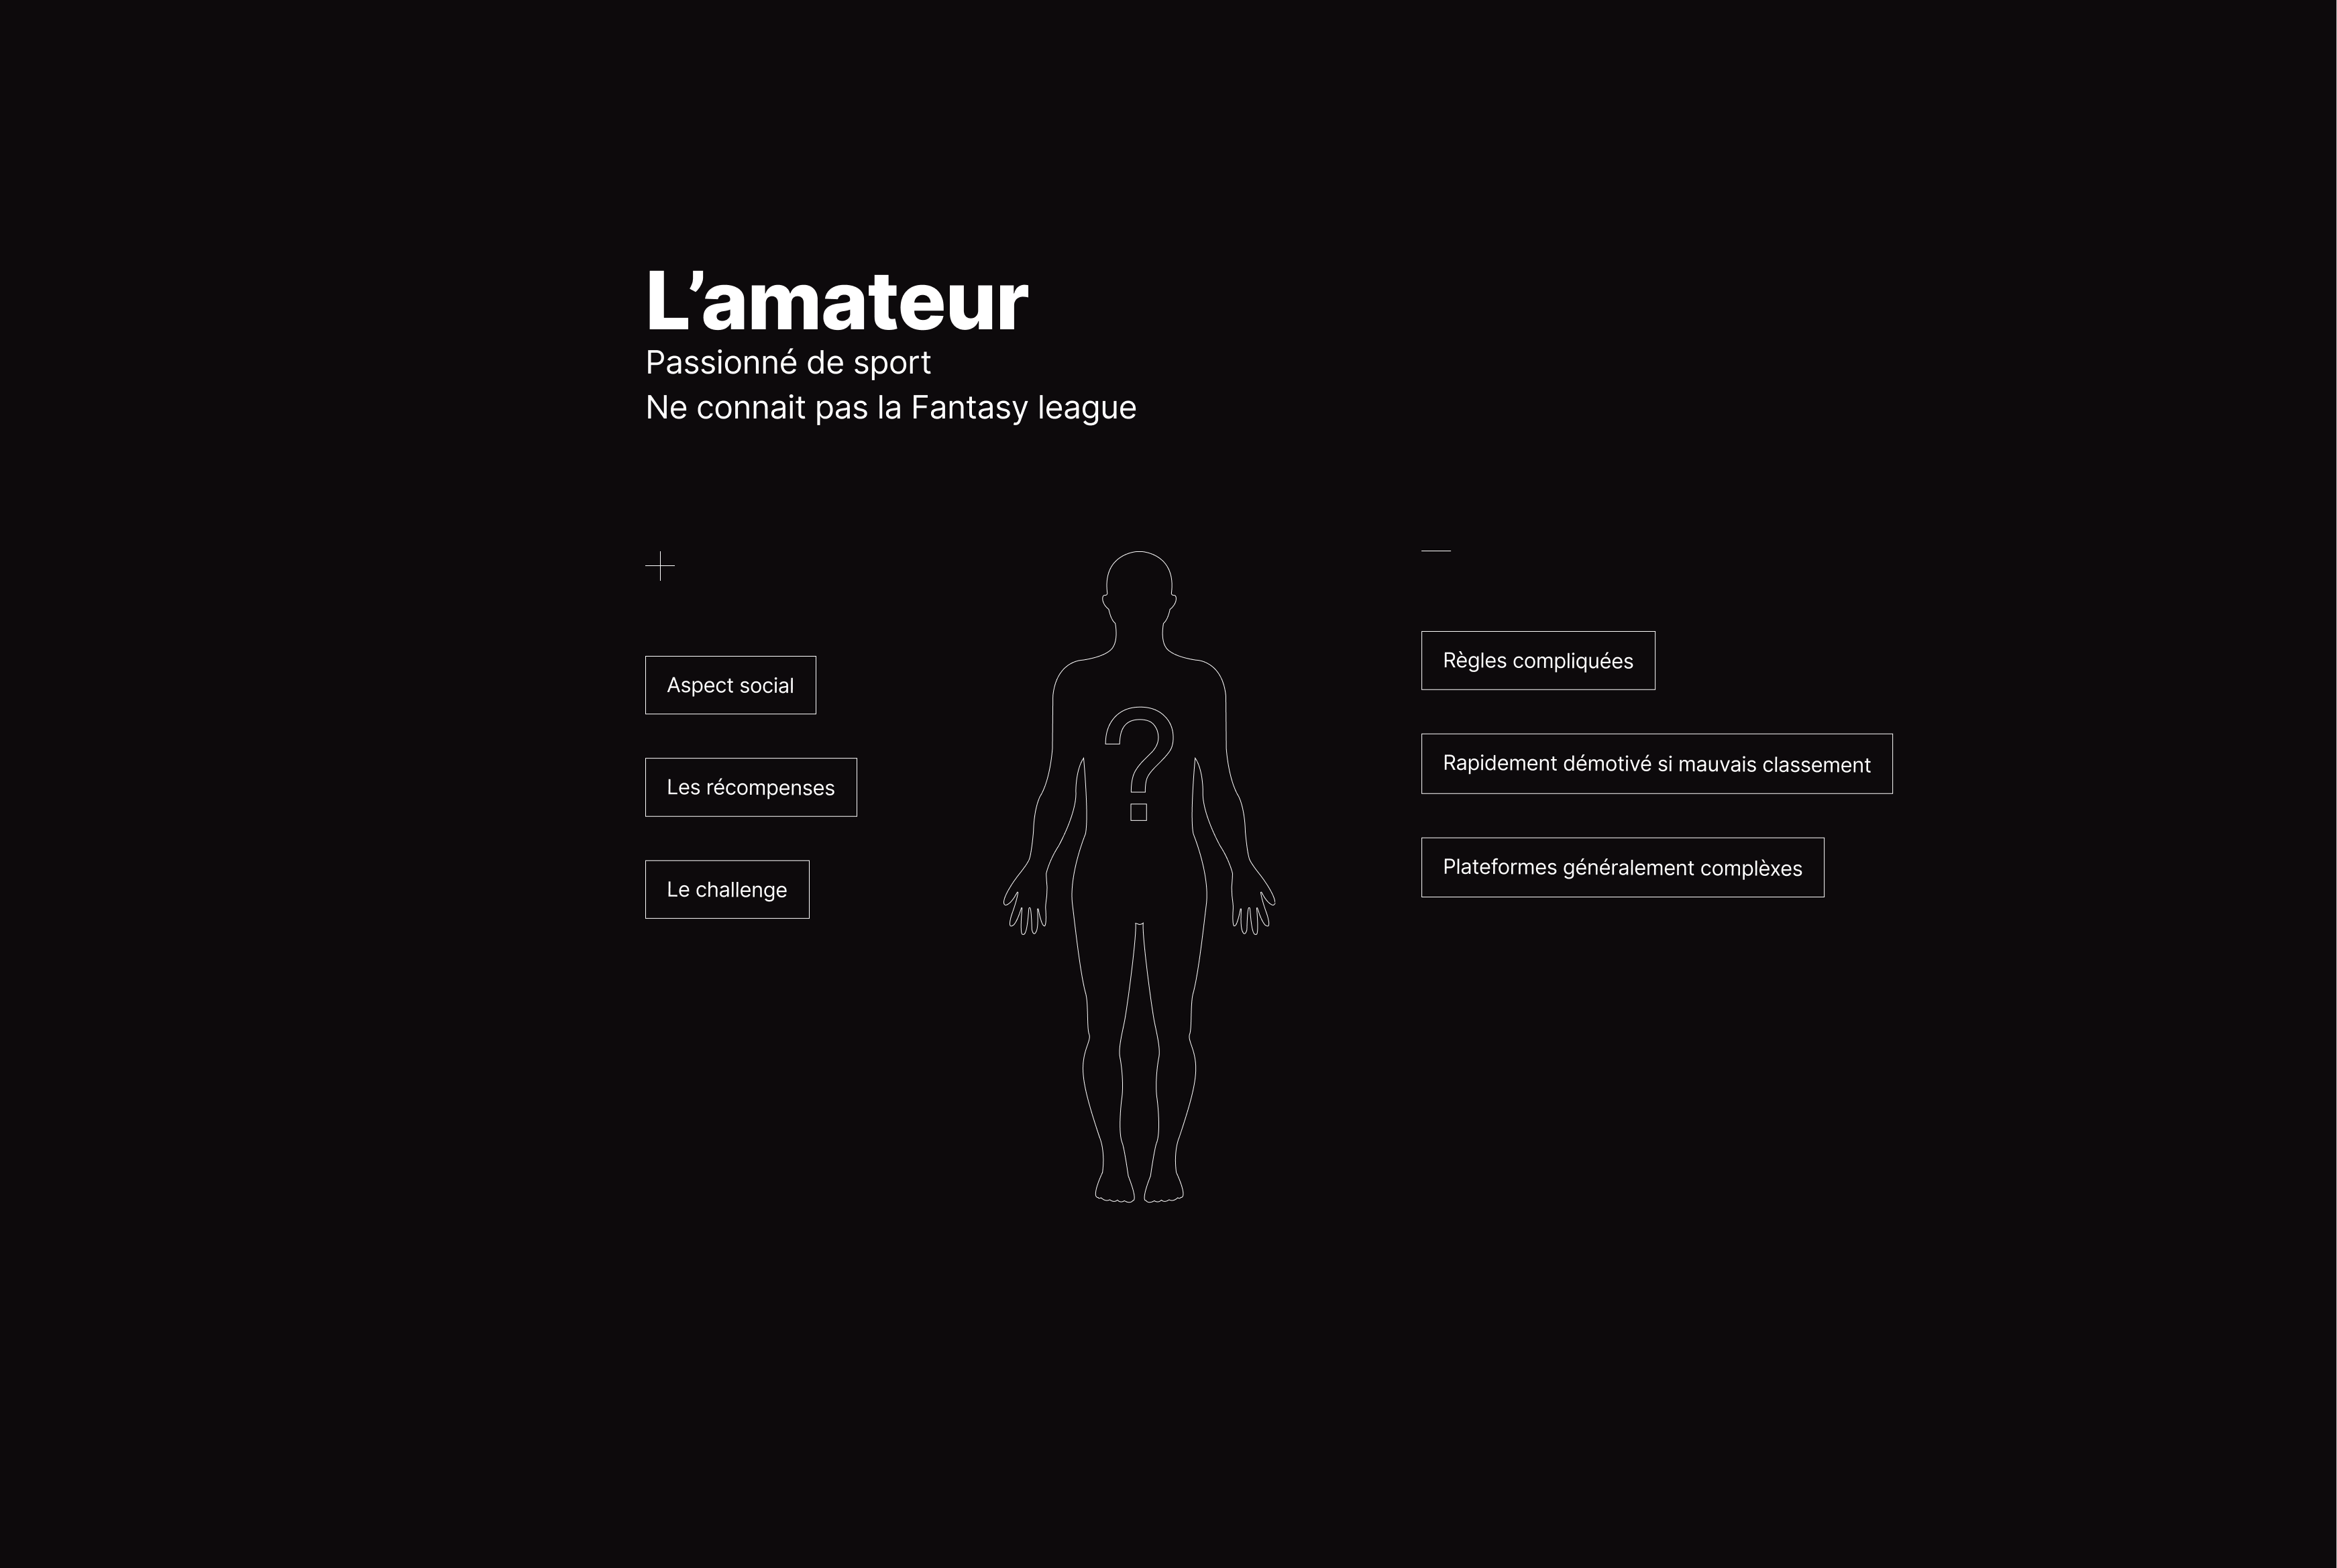 L’amateur
Passionné de sport
Ne connait pas la Fantasy league
Aspect social
Les récompenses
Le challenge
?
Règles compliquées
Rapidement démotivé si mauvais classement
Plateformes généralement complèxes